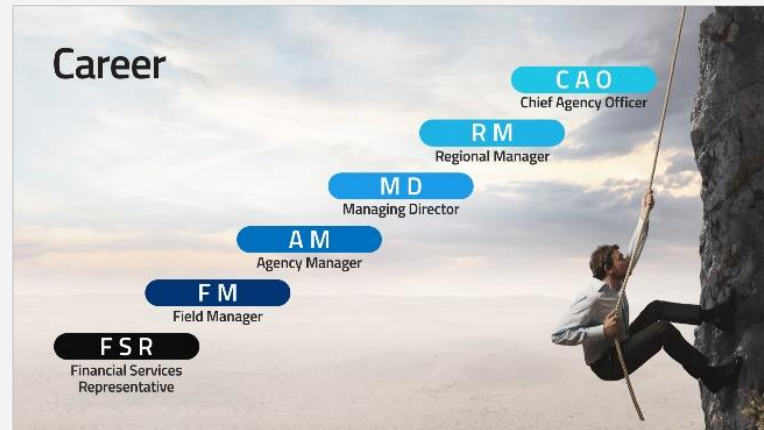 Career
C A O
Chief Agency Officer
R M
Regional Manager
M D
Managing Director
A M
Agency Manager
F M
Field Manager
F S R
Financial Services
Representative